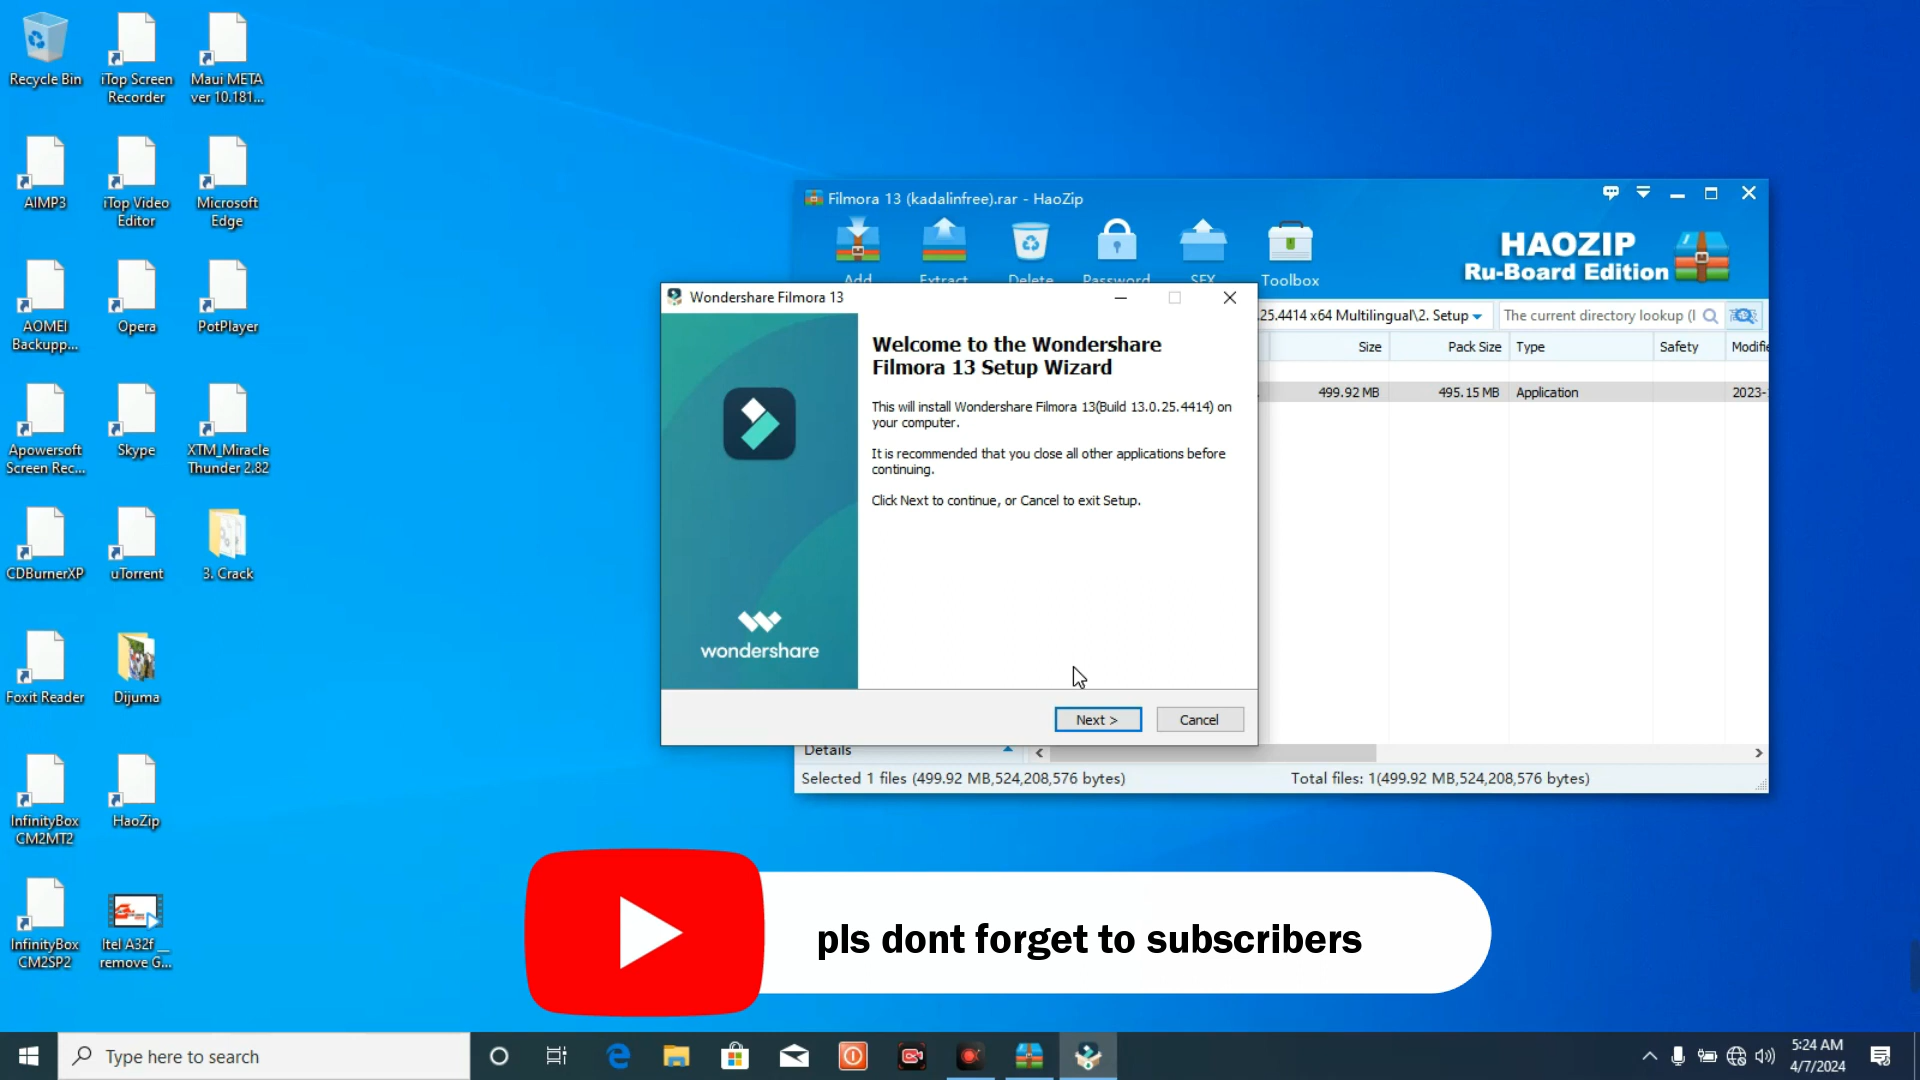 Recycle Bin
iTop Screen
Recorder
Maui META
ver 10.181...
AIMP3
iTop Video
Editor
Microsoft
Edge
AOMEI
Backupp...
Opera
PotPlayer
Apowersoft
Screen Rec...
Skype
XTM_Miracle
Thunder 2.82
CDBurnerXP
uTorrent
3. Crack
Foxit Reader
Dijuma
InfinityBox
CM2MT2
HaoZip
InfinityBox
CM2SP2
Itel A32f __
remove G...
Filmora 13 (kadalinfree).rar - HaoZip
Add
Extract
Delete
Password
SFX
Toolbox
HAOZIP
Ru-Board Edition
.25.4414 x64 Multilingual\2. Setup
The current directory lookup (I
Size
Pack Size
Type
Safety
Modifie
499.92 MB
495.15 MB
Application
2023-
Wondershare Filmora 13
Welcome to the Wondershare
Filmora 13 Setup Wizard
This will install Wondershare Filmora 13(Build 13.0.25.4414) on
your computer.
It is recommended that you close all other applications before
continuing.
Click Next to continue, or Cancel to exit Setup.
wondershare
Next >
Cancel
Details
Selected 1 files (499.92 MB,524,208,576 bytes)
Total files: 1(499.92 MB,524,208,576 bytes)
pls dont forget to subscribers
Type here to search
5:24 AM
4/7/2024